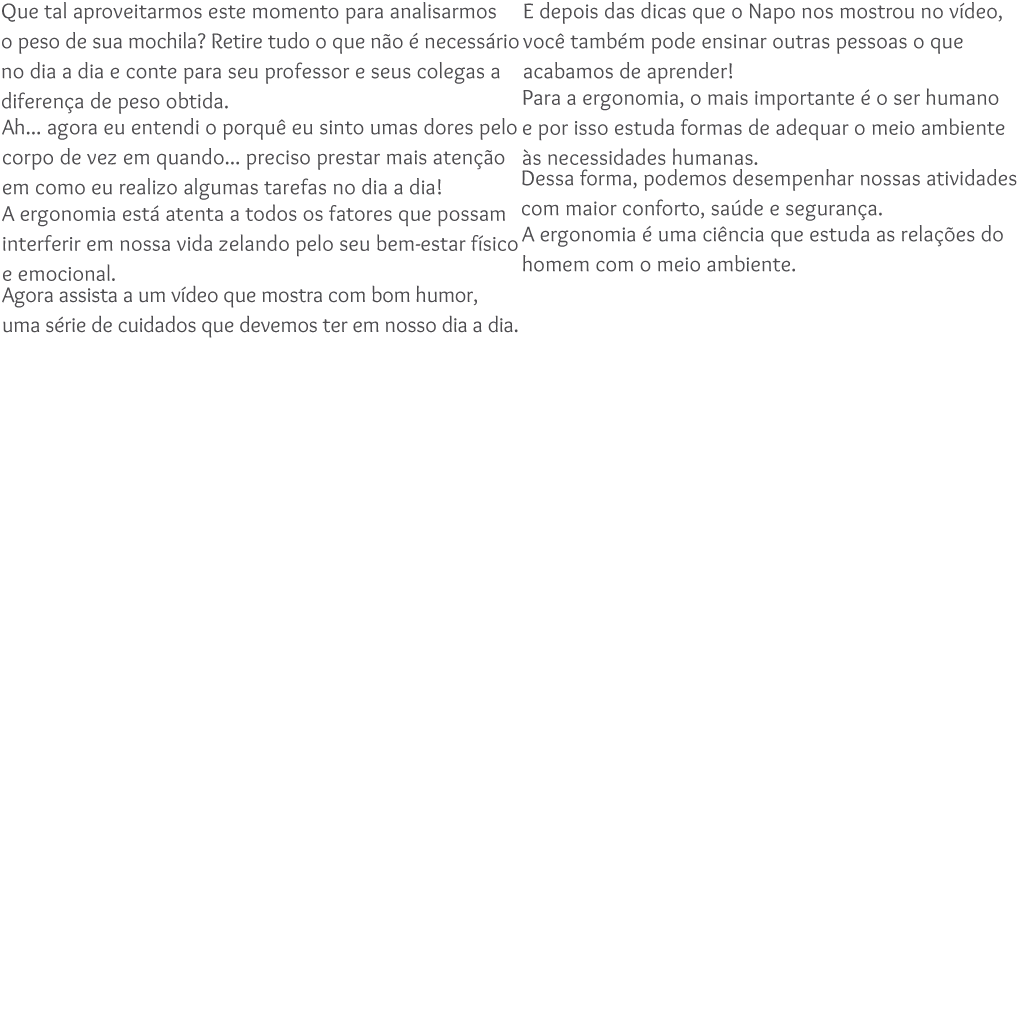 Que tal aproveitarmos este momento para analisarmos
o peso de sua mochila? Retire tudo o que não é necessário
no dia a dia e conte para seu professor e seus colegas a
diferença de peso obtida.
Ah... agora eu entendi o porquê eu sinto umas dores pelo
corpo de vez em quando... preciso prestar mais atenção
em como eu realizo algumas tarefas no dia a dia!
A ergonomia está atenta a todos os fatores que possam
interferir em nossa vida zelando pelo seu bem-estar físico
e emocional.
Agora assista a um vídeo que mostra com bom humor,
uma série de cuidados que devemos ter em nosso dia a dia.
E depois das dicas que o Napo nos mostrou no vídeo,
você também pode ensinar outras pessoas o que
acabamos de aprender!
Para a ergonomia, o mais importante é o ser humano
e por isso estuda formas de adequar o meio ambiente
às necessidades humanas.
Dessa forma, podemos desempenhar nossas atividades
com maior conforto, saúde e segurança.
A ergonomia é uma ciência que estuda as relações do
homem com o meio ambiente.